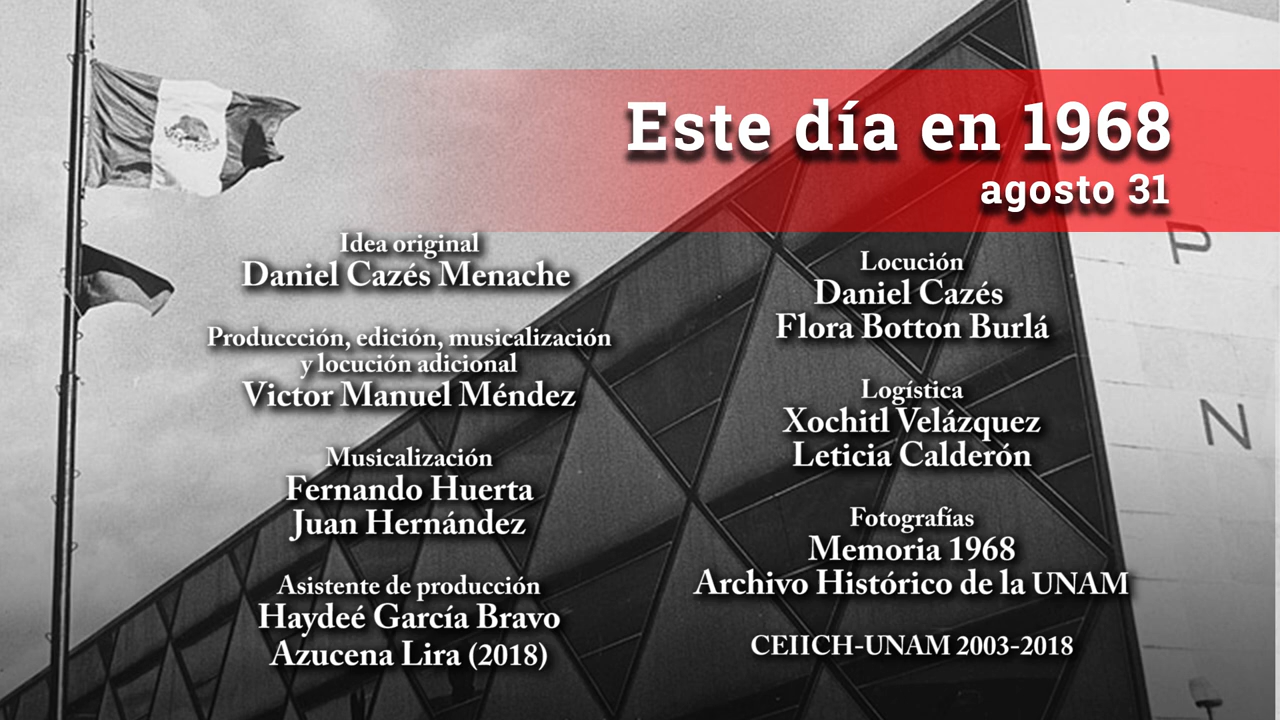 Este día en 1968
agosto 31
Idea original
Daniel Cazés Menache
Produccción, edición, musicalización
y locución adicional
Victor Manuel Méndez
Musicalización
Fernando Huerta
Juan Hernández
Asistente de producción
Haydeé García Bravo
Azucena Lira (2018)
Locución
Daniel Cazés
Flora Botton Burlá
Logística
Xochitl Velázquez
Leticia Calderón
Fotografías
Memoria 1968
Archivo Histórico de la UNAM
CEIICH-UNAM 2003-2018
I
P
N